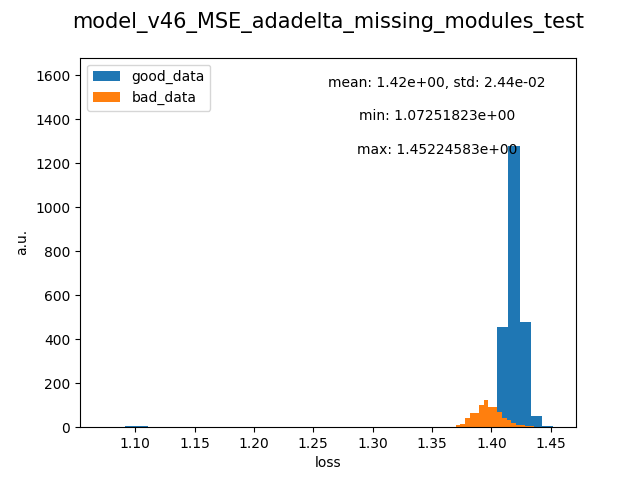 model_v46_MSE_adadelta_missing_modules_test
good_data
bad_data
mean: 1.42e+00, std: 2.44e-02
min: 1.07251823e+00
max: 1.45224583e+00
1600
1400
1200
1000
800
600
400
200
0
a.u.
1.10 1.15 1.20 1.25 1.30 1.35 1.40 1.45
loss